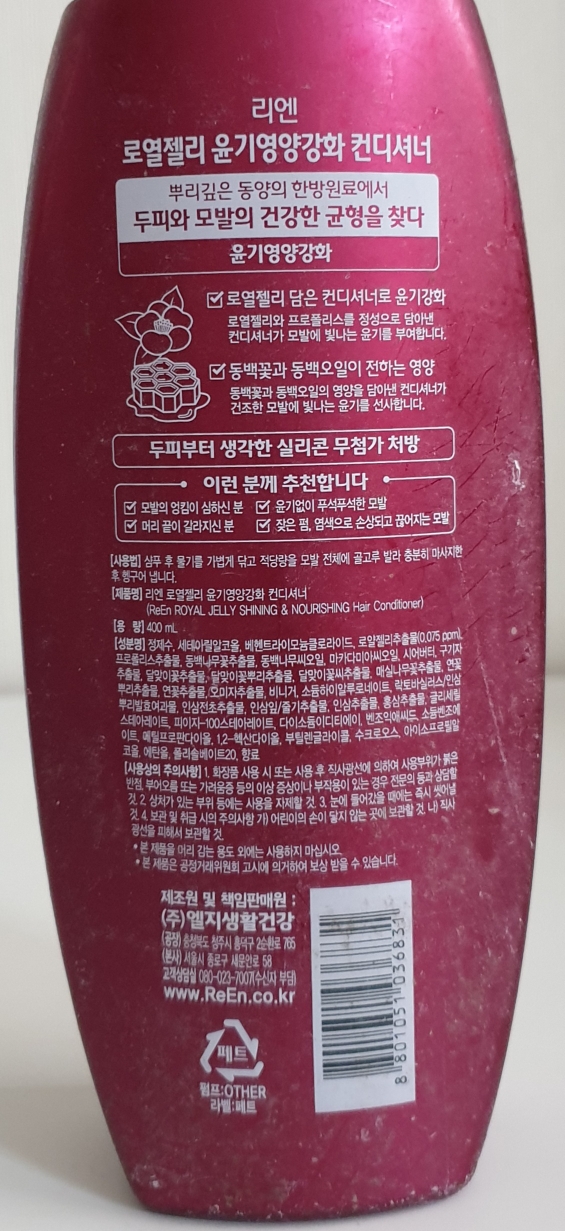 리엔
로열젤리 윤기영양강화 컨디셔너
뿌리깊은 동양의 한방원료에서
두피와 모발의 건강한 균형을 찾다
윤기영양강화
로열젤리 담은 컨디셔너로 윤기강화
로열젤리와 프로폴리스를 정성으로 담아낸
컨디셔너가 모발에 빛나는 윤기를 부여합니다.
동백꽃과 동백오일이 전하는 영양
동백꽃과 동백오일의 영양을 담아낸 컨디셔너가
건조한 모발에 빛나는 윤기를 선사합니다.
두피부터 생각한 실리콘 무첨가 처방
이런 분께 추천합니다
모발의 엉킴이 심하신 분 윤기없이 푸석푸석한 모발
머리 끝이 갈라지신 분 잦은 펌, 염색으로 손상되고 끊어지는 모발
[사용법] 샴푸 후 물기를 가볍게 닦고 적당량을 모발 전체에 골고루 발라 충분히 마사지한
후 헹구어 냅니다.
[제품명] 리엔 로열젤리 윤기영양강화 컨디셔너
(ReEn ROYAL JELLY SHINING & NOURISHING Hair Conditioner)
[용 량] 400 mL
[성분명] 정제수, 세테아릴알코올, 베헨트라이모늄클로라이드, 로얄젤리추출물(0.075 ppm),
프로폴리스추출물, 동백나무꽃추출물, 동백나무씨오일, 마카다미아씨오일, 시어버터, 구기자
추출물, 달맞이꽃추출물, 달맞이꽃뿌리추출물, 달맞이꽃씨추출물, 매실나무꽃추출물, 연꽃
뿌리추출물, 연꽃추출물/오미자추출물, 비니거, 소듐하이알루로네이트, 락토바실러스/인삼
뿌리발효여과물, 인삼전초추출물, 인삼잎/줄기추출물, 인삼추출물, 홍삼추출물, 글리세릴
스테아레이트, 피이지-100스테아레이트, 다이소듐이디티에이, 벤조익애씨드, 소듐벤조에
이트, 메틸프로판다이올, 1,2-헥산다이올, 부틸렌글라이콜, 수크로오스, 아이소프로필알
코올, 에탄올, 폴리솔베이트20, 향료
[사용상의 주의사항] 1. 화장품 사용 시 또는 사용 후 직사광선에 의하여 사용부위가 붉은
반점, 부어오름 또는 가려움증 등의 이상 증상이나 부작용이 있는 경우 전문의 등과 상담할
것. 2. 상처가 있는 부위 등에는 사용을 자제할 것. 3. 눈에 들어갔을 때에는 즉시 씻어낼
것. 4. 보관 및 취급 시의 주의사항 가) 어린이의 손이 닿지 않는 곳에 보관할 것. 나) 직사
광선을 피해서 보관할 것.
• 본 제품을 머리 감는 용도 외에는 사용하지 마십시오.
• 본 제품은 공정거래위원회 고시에 의거하여 보상 받을 수 있습니다.
제조원 및 책임판매원 :
(주)엘지생활건강
(공장) 충청북도 청주시 흥덕구 2순환로 765
(본사) 서울시 종로구 새문안로 58
고객상담실 080-023-7007(수신자 부담)
www.ReEn.co.kr
페트
펌프:OTHER
라벨:페트
8 801051 036831